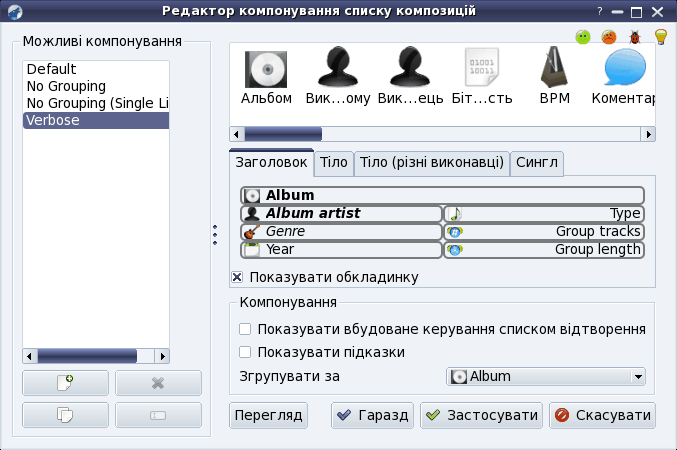 Редактор компонування списку композицій
?
Можливі компонування
Default
No Grouping
No Grouping (Single Li
Verbose
Альбом
Вик...ому
Вик...ець
Біт...сть
BPM
Коментар
010101
10011
Заголовок
Тіло
Тіло (різні виконавці)
Сингл
Album
Album artist
Type
Genre
Group tracks
Year
Group length
Показувати обкладинку
Компонування
Показувати вбудоване керування списком відтворення
Показувати підказки
Згрупувати за
Album
Перегляд
Гаразд
Застосувати
Скасувати